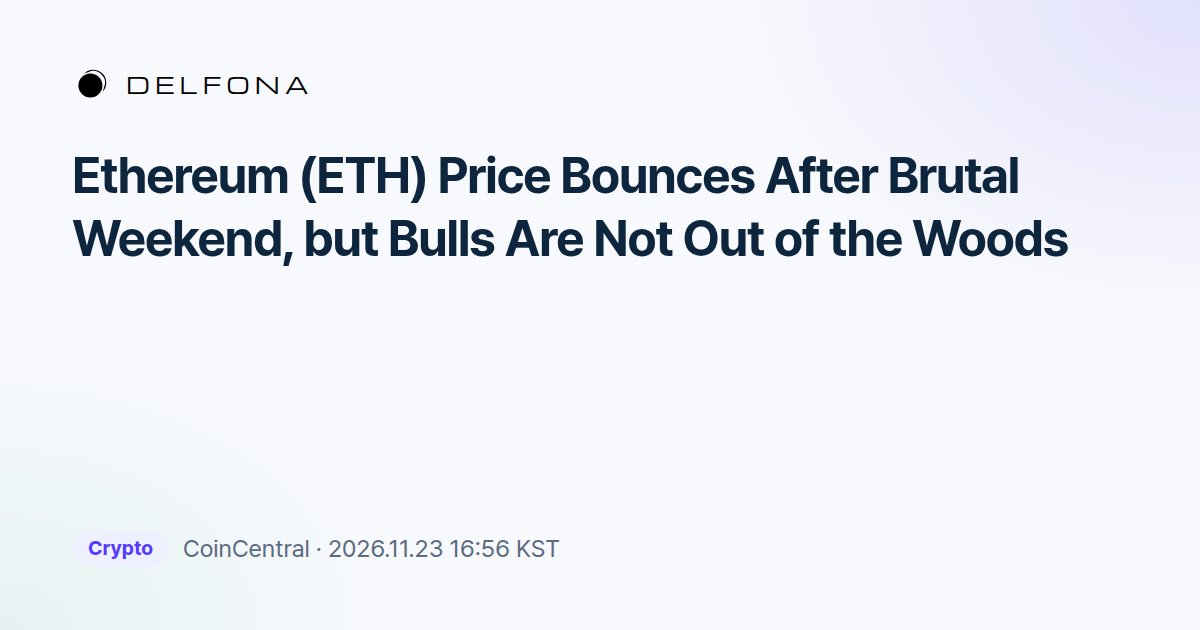 DELFONA
Ethereum (ETH) Price Bounces After Brutal
Weekend, but Bulls Are Not Out of the Woods
Crypto CoinCentral · 2026.11.23 16:56 KST